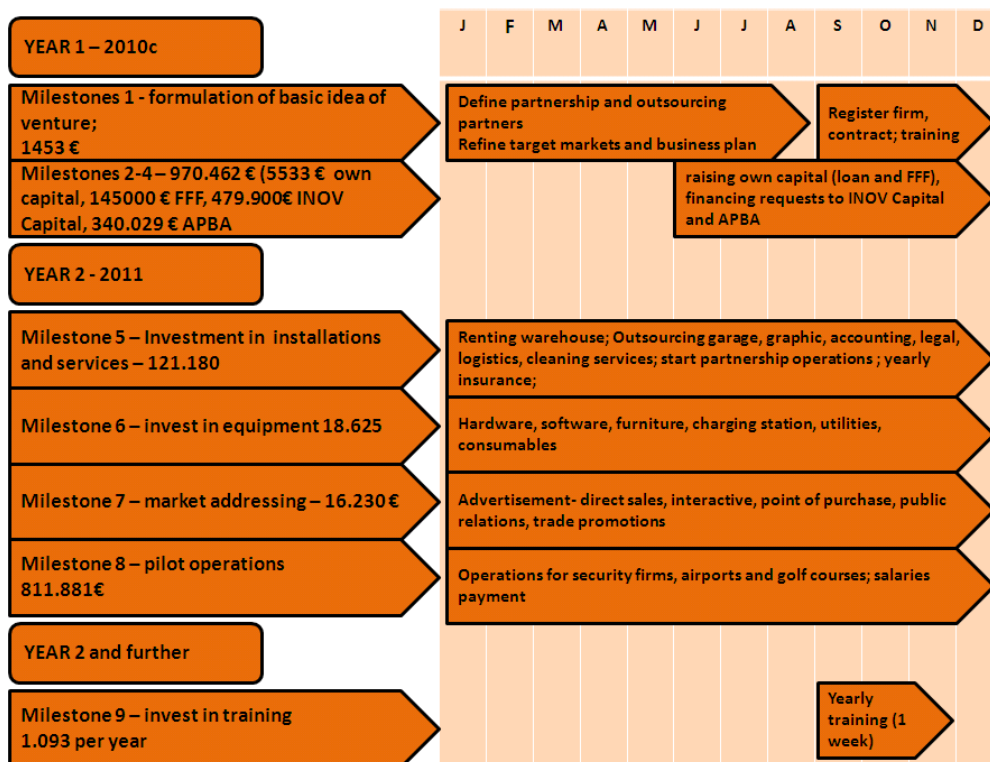 J F M A M J J A S O N D
YEAR 1 – 2010c
Milestones 1 - formulation of basic idea of
venture;
1453 €
Define partnership and outsourcing
partners
Refine target markets and business plan
Register firm,
contract; training
Milestones 2-4 – 970.462 € (5533 € own
capital, 145000 € FFF, 479.900€ INOV
Capital, 340.029 € APBA
raising own capital (loan and FFF),
financing requests to INOV Capital
and APBA
YEAR 2 - 2011
Milestone 5 – Investment in installations
and services – 121.180
Renting warehouse; Outsourcing garage, graphic, accounting, legal,
logistics, cleaning services; start partnership operations ; yearly
insurance;
Milestone 6 – invest in equipment 18.625
Hardware, software, furniture, charging station, utilities,
consumables
Milestone 7 – market addressing – 16.230 €
Advertisement- direct sales, interactive, point of purchase, public
relations, trade promotions
Milestone 8 – pilot operations
811.881€
Operations for security firms, airports and golf courses; salaries
payment
YEAR 2 and further
Milestone 9 – invest in training
1.093 per year
Yearly
training (1
week)